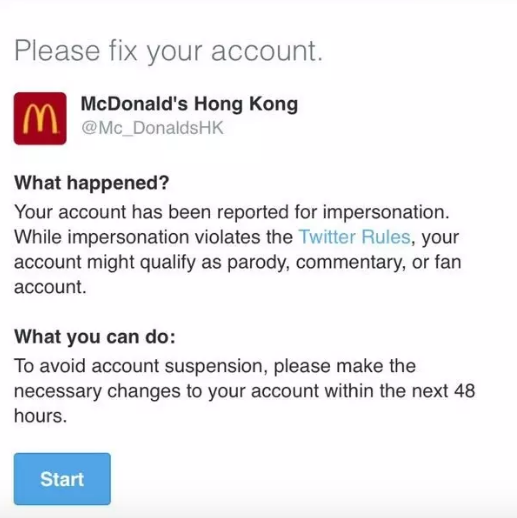 Please fix your account.
McDonald's Hong Kong
@Mc_DonaldsHK
What happened?
Your account has been reported for impersonation.
While impersonation violates the Twitter Rules, your
account might qualify as parody, commentary, or fan
account.
What you can do:
To avoid account suspension, please make the
necessary changes to your account within the next 48
hours.
Start